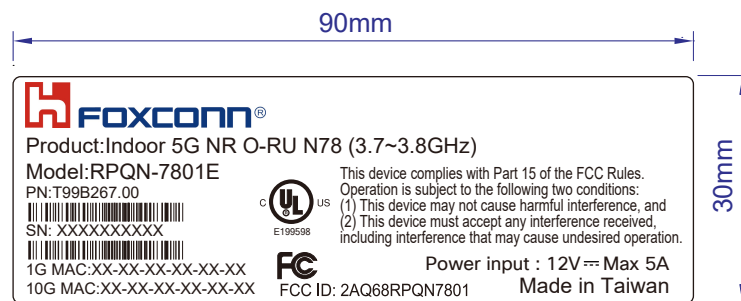 90mm
FOXCONN®
Product:Indoor 5G NR O-RU N78 (3.7~3.8GHz)
Model:RPQN-7801E
PN:T99B267.00
SN: XXXXXXXXXX
1G MAC:XX-XX-XX-XX-XX-XX
10G MAC:XX-XX-XX-XX-XX-XX
C UL US
E199598
This device complies with Part 15 of the FCC Rules.
Operation is subject to the following two conditions:
(1) This device may not cause harmful interference, and
(2) This device must accept any interference received,
including interference that may cause undesired operation.
FC
FCC ID: 2AQ68RPQN7801
Power input : 12V⎓Max 5A
Made in Taiwan
30mm